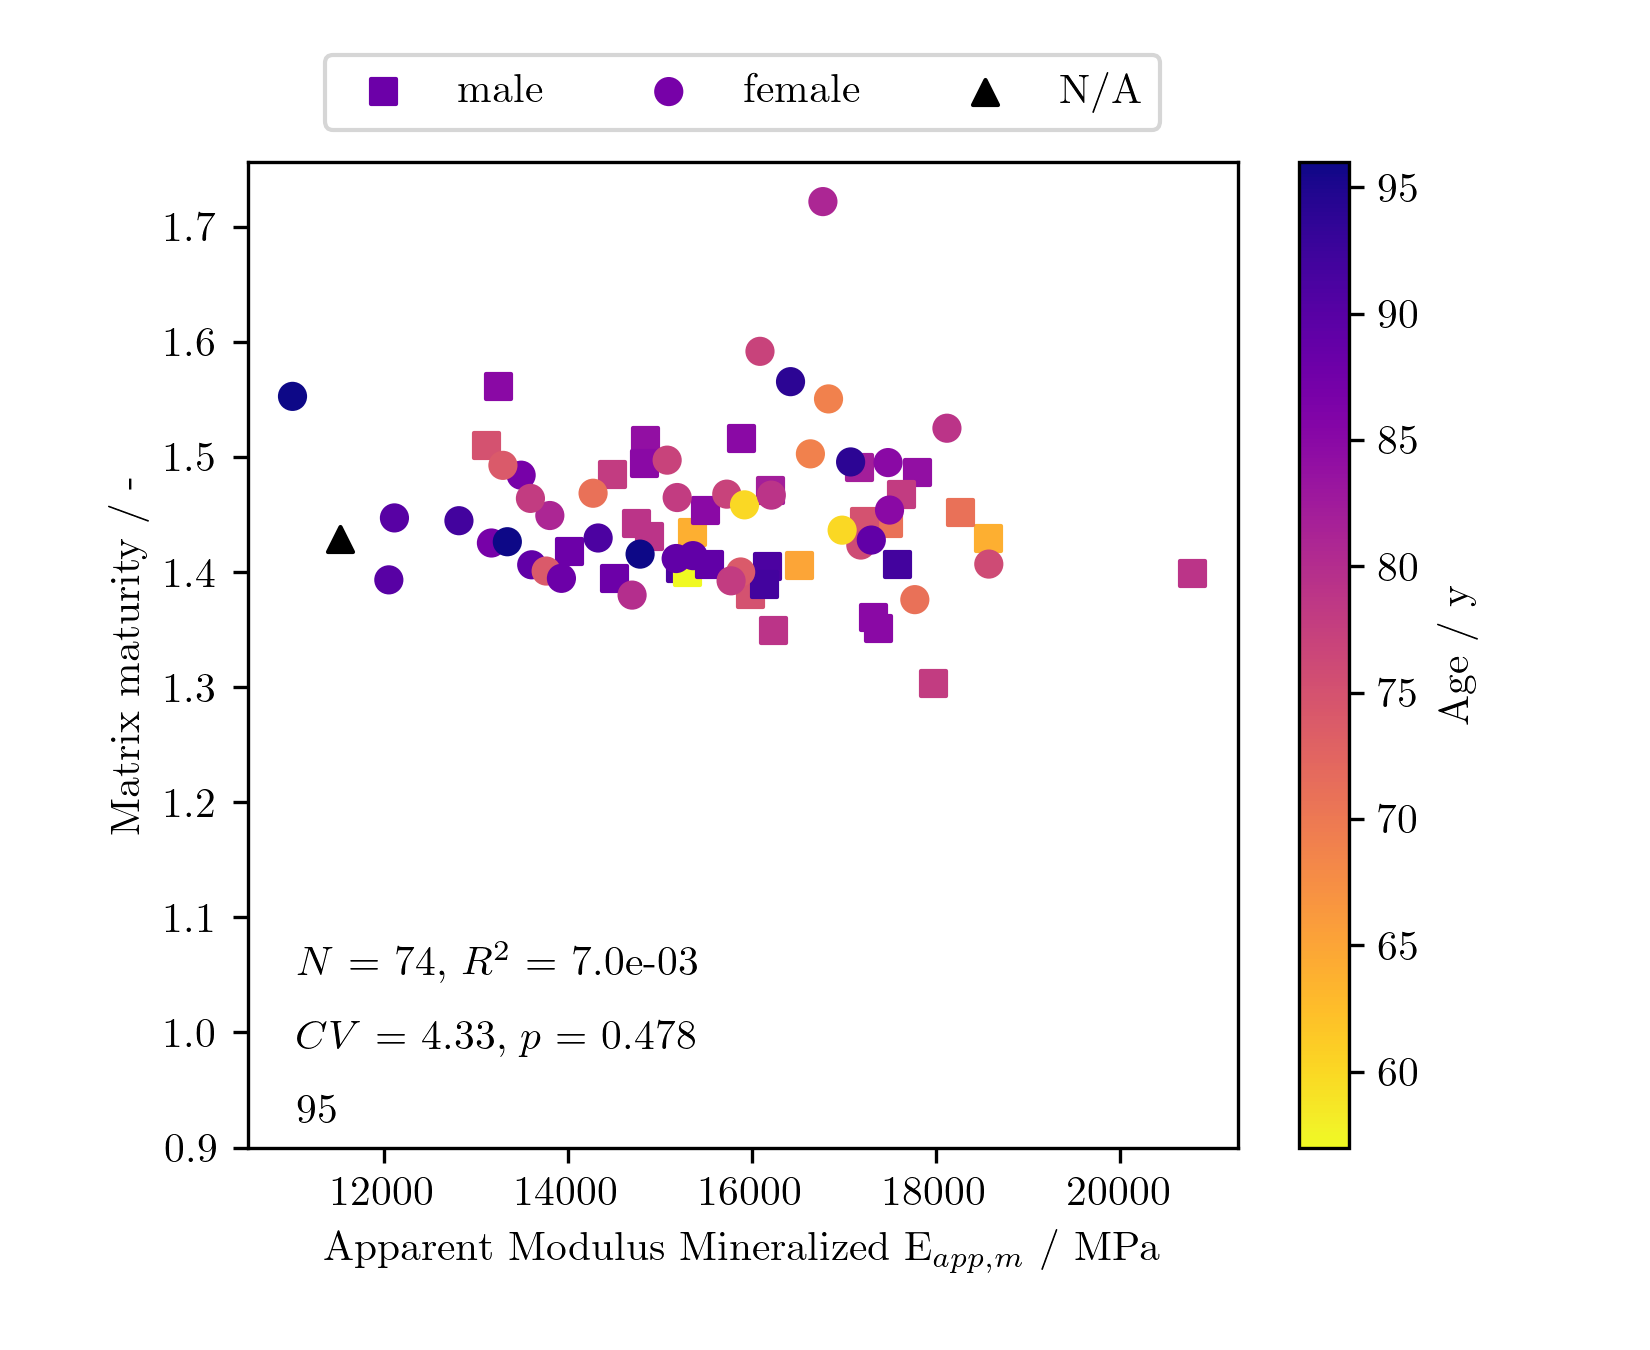 male female N/A
1.7
1.6
1.5
1.4
1.3
1.2
1.1
1.0
0.9
Matrix maturity / -
N = 74, R² = 7.0e-03
CV = 4.33, p = 0.478
95
12000 14000 16000 18000 20000
Apparent Modulus Mineralized E_app,m / MPa
95
90
85
80
75
70
65
60
Age / y